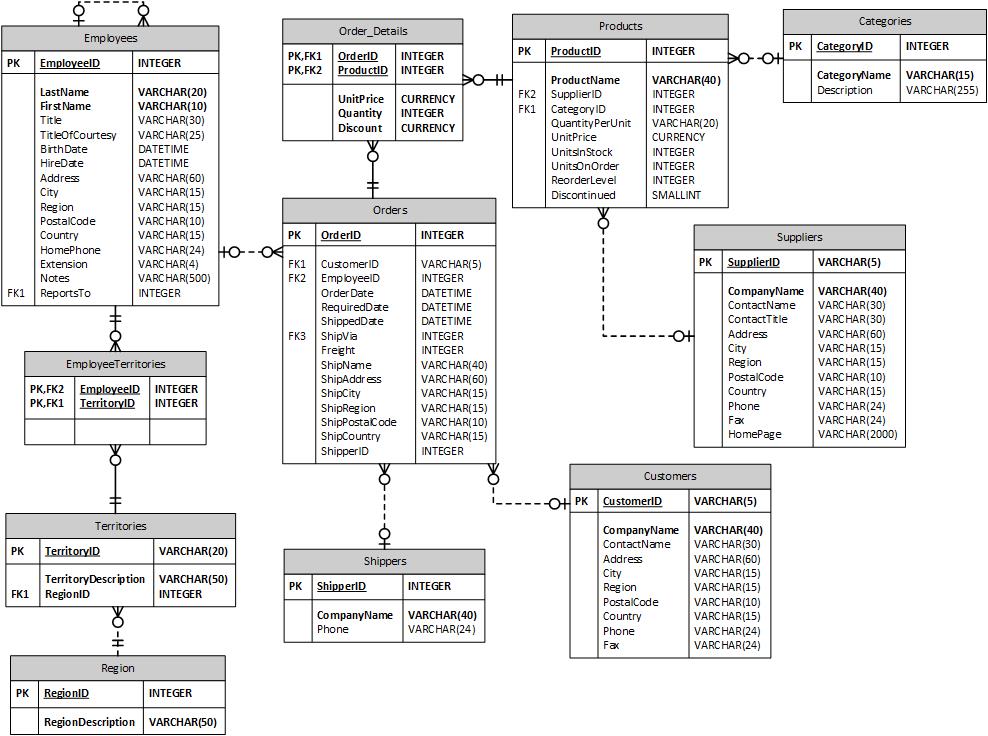 Employees
PK EmployeeID INTEGER
LastName VARCHAR(20)
FirstName VARCHAR(10)
Title VARCHAR(30)
TitleOfCourtesy VARCHAR(25)
BirthDate DATETIME
HireDate DATETIME
Address VARCHAR(60)
City VARCHAR(15)
Region VARCHAR(15)
PostalCode VARCHAR(10)
Country VARCHAR(15)
HomePhone VARCHAR(24)
Extension VARCHAR(4)
Notes VARCHAR(500)
FK1 ReportsTo INTEGER
EmployeeTerritories
PK,FK2 EmployeeID INTEGER
PK,FK1 TerritoryID INTEGER
Territories
PK TerritoryID VARCHAR(20)
TerritoryDescription VARCHAR(50)
FK1 RegionID INTEGER
Region
PK RegionID INTEGER
RegionDescription VARCHAR(50)
Order_Details
PK,FK1 OrderID INTEGER
PK,FK2 ProductID INTEGER
UnitPrice CURRENCY
Quantity INTEGER
Discount CURRENCY
Orders
PK OrderID INTEGER
FK1 CustomerID VARCHAR(5)
FK2 EmployeeID INTEGER
OrderDate DATETIME
RequiredDate DATETIME
ShippedDate DATETIME
FK3 ShipVia INTEGER
Freight INTEGER
ShipName VARCHAR(40)
ShipAddress VARCHAR(60)
ShipCity VARCHAR(15)
ShipRegion VARCHAR(15)
ShipPostalCode VARCHAR(10)
ShipCountry VARCHAR(15)
ShipperID INTEGER
Shippers
PK ShipperID INTEGER
CompanyName VARCHAR(40)
Phone VARCHAR(24)
Products
PK ProductID INTEGER
ProductName VARCHAR(40)
FK2 SupplierID INTEGER
FK1 CategoryID INTEGER
QuantityPerUnit VARCHAR(20)
UnitPrice CURRENCY
UnitsInStock INTEGER
UnitsOnOrder INTEGER
ReorderLevel INTEGER
Discontinued SMALLINT
Categories
PK CategoryID INTEGER
CategoryName VARCHAR(15)
Description VARCHAR(255)
Suppliers
PK SupplierID VARCHAR(5)
CompanyName VARCHAR(40)
ContactName VARCHAR(30)
ContactTitle VARCHAR(30)
Address VARCHAR(60)
City VARCHAR(15)
Region VARCHAR(15)
PostalCode VARCHAR(10)
Country VARCHAR(15)
Phone VARCHAR(24)
Fax VARCHAR(24)
HomePage VARCHAR(2000)
Customers
PK CustomerID VARCHAR(5)
CompanyName VARCHAR(40)
ContactName VARCHAR(30)
Address VARCHAR(60)
City VARCHAR(15)
Region VARCHAR(15)
PostalCode VARCHAR(10)
Country VARCHAR(15)
Phone VARCHAR(24)
Fax VARCHAR(24)